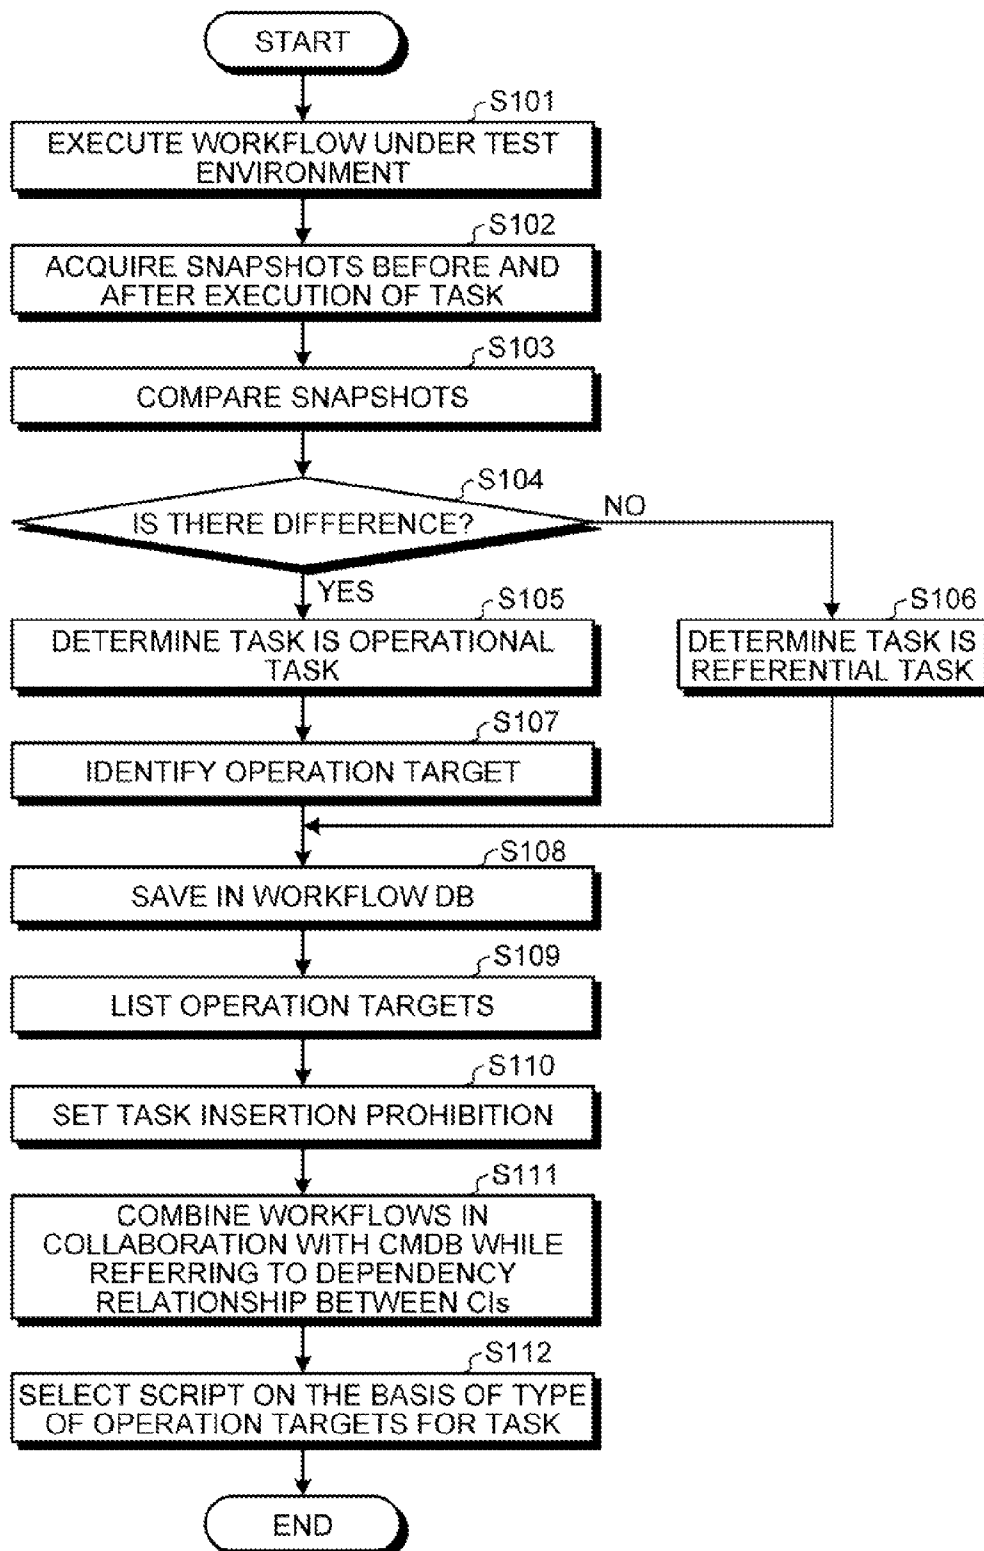 START
S101
EXECUTE WORKFLOW UNDER TEST
ENVIRONMENT
S102
ACQUIRE SNAPSHOTS BEFORE AND
AFTER EXECUTION OF TASK
S103
COMPARE SNAPSHOTS
S104
IS THERE DIFFERENCE?
NO
YES
S105
DETERMINE TASK IS OPERATIONAL
TASK
S106
DETERMINE TASK IS
REFERENTIAL TASK
S107
IDENTIFY OPERATION TARGET
S108
SAVE IN WORKFLOW DB
S109
LIST OPERATION TARGETS
S110
SET TASK INSERTION PROHIBITION
S111
COMBINE WORKFLOWS IN
COLLABORATION WITH CMDB WHILE
REFERRING TO DEPENDENCY
RELATIONSHIP BETWEEN CIs
S112
SELECT SCRIPT ON THE BASIS OF TYPE
OF OPERATION TARGETS FOR TASK
END